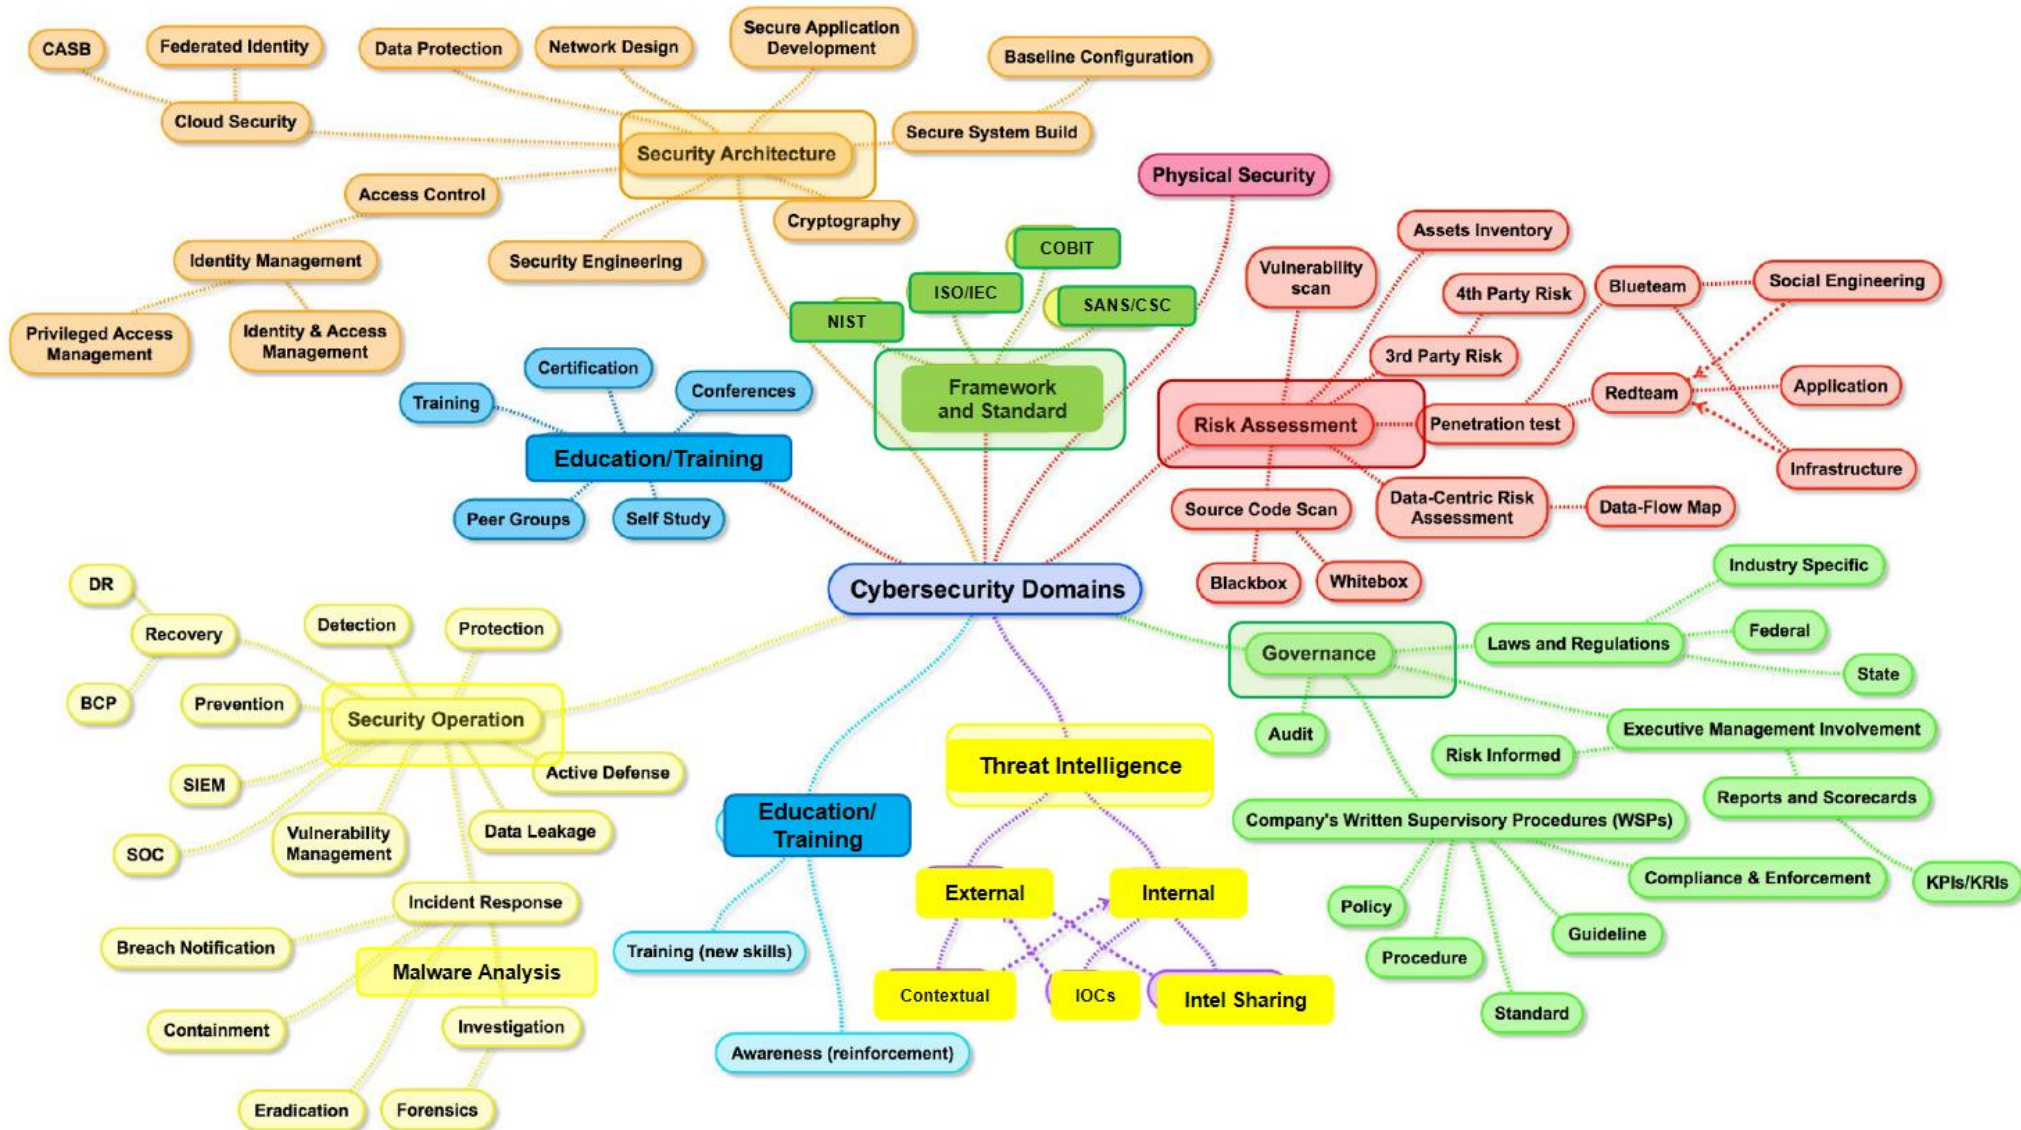 CASB
Federated Identity
Data Protection
Network Design
Secure Application
Development
Baseline Configuration
Cloud Security
Security Architecture
Secure System Build
Access Control
Cryptography
Identity Management
Security Engineering
Privileged Access
Management
Identity & Access
Management
Physical Security
COBIT
ISO/IEC
SANS/CSC
NIST
Framework
and Standard
Certification
Training
Conferences
Education/Training
Peer Groups
Self Study
Assets Inventory
Vulnerability
scan
4th Party Risk
Blueteam
Social Engineering
3rd Party Risk
Redteam
Application
Risk Assessment
Penetration test
Infrastructure
Source Code Scan
Data-Centric Risk
Assessment
Data-Flow Map
Blackbox
Whitebox
Cybersecurity Domains
DR
Recovery
Detection
Protection
BCP
Prevention
Security Operation
SIEM
Active Defense
SOC
Vulnerability
Management
Data Leakage
Incident Response
Breach Notification
Malware Analysis
Containment
Investigation
Eradication
Forensics
Education/
Training
Training (new skills)
Awareness (reinforcement)
Threat Intelligence
External
Internal
Contextual
IOCs
Intel Sharing
Governance
Industry Specific
Laws and Regulations
Federal
State
Audit
Executive Management Involvement
Risk Informed
Reports and Scorecards
Company's Written Supervisory Procedures (WSPs)
Compliance & Enforcement
KPIs/KRIs
Policy
Guideline
Procedure
Standard